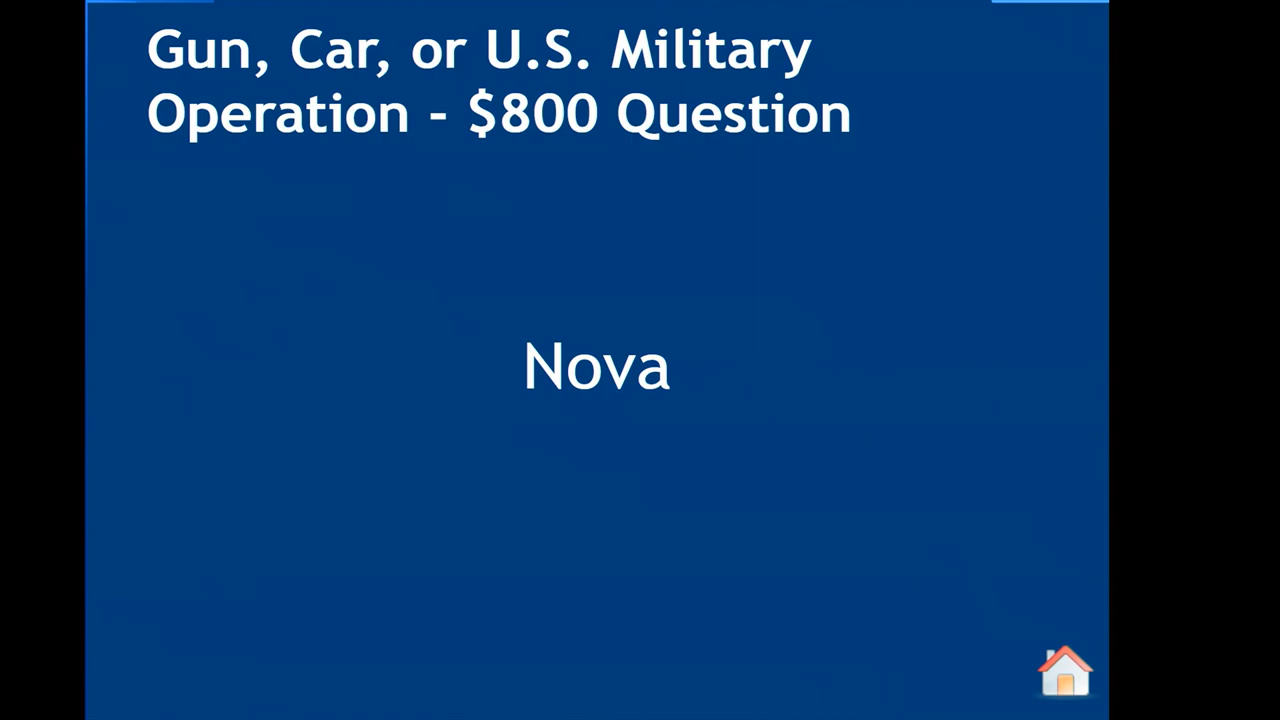 Gun, Car, or U.S. Military
Operation – $800 Question
Nova